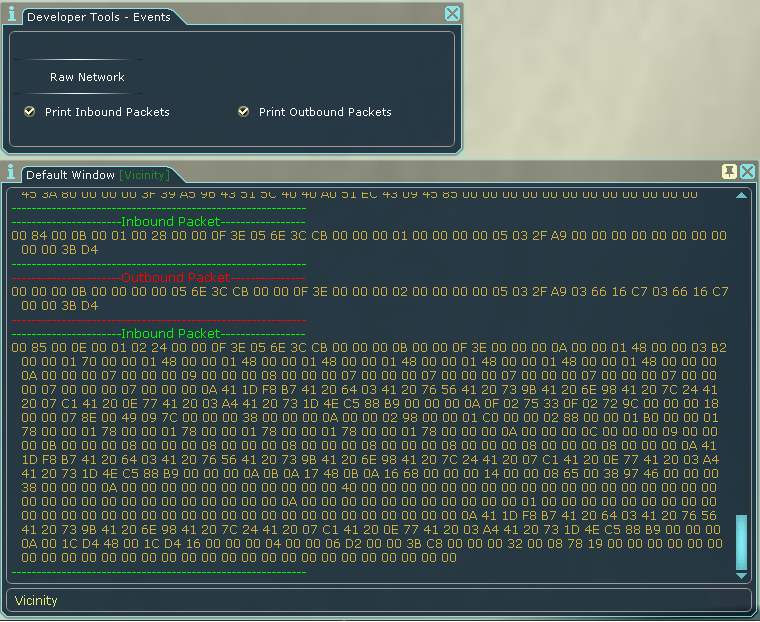 Developer Tools - Events
Raw Network
Print Inbound Packets Print Outbound Packets
Default Window [Vicinity]
45 3A 80 00 00 00 3F 39 A5 96 43 51 5C 40 40 A0 51 EC 43 09 45 85 00 00 00 00 00 00 00 00 00 00 00 00
----------------------Inbound Packet-----------------
00 84 00 0B 00 01 00 28 00 00 0F 3E 05 6E 3C CB 00 00 00 01 00 00 00 00 05 03 2F A9 00 00 00 00 00 00 00 00
00 00 3B D4
----------------------Outbound Packet----------------
00 00 00 0B 00 00 00 00 05 6E 3C CB 00 00 0F 3E 00 00 00 02 00 00 00 00 05 03 2F A9 03 66 16 C7 03 66 16 C7
00 00 3B D4
----------------------Inbound Packet-----------------
00 85 00 0E 00 01 02 24 00 00 0F 3E 05 6E 3C CB 00 00 00 0B 00 00 0F 3E 00 00 00 0A 00 00 01 48 00 00 03 B2
00 00 01 70 00 00 01 48 00 00 01 48 00 00 01 48 00 00 01 48 00 00 01 48 00 00 01 48 00 00 01 48 00 00 00
0A 00 00 00 07 00 00 00 09 00 00 00 08 00 00 00 07 00 00 00 07 00 00 00 07 00 00 00 07 00 00 00 07 00 00
00 07 00 00 00 07 00 00 00 0A 41 1D F8 B7 41 20 64 03 41 20 76 56 41 20 73 9B 41 20 6E 98 41 20 7C 24 41
20 07 C1 41 20 0E 77 41 20 03 A4 41 20 73 1D 4E C5 88 B9 00 00 00 0A 0F 02 75 33 0F 02 72 9C 00 00 00 18
00 00 07 8E 00 49 09 7C 00 00 00 38 00 00 00 0A 00 00 02 98 00 00 01 C0 00 00 02 88 00 00 01 B0 00 00 01
78 00 00 01 78 00 00 01 78 00 00 01 78 00 00 01 78 00 00 01 78 00 00 00 0A 00 00 00 0C 00 00 00 09 00 00
00 0B 00 00 00 08 00 00 00 08 00 00 00 08 00 00 00 08 00 00 00 08 00 00 00 08 00 00 00 08 00 00 00 0A 41
1D F8 B7 41 20 64 03 41 20 76 56 41 20 73 9B 41 20 6E 98 41 20 7C 24 41 20 07 C1 41 20 0E 77 41 20 03 A4
41 20 73 1D 4E C5 88 B9 00 00 00 0A 0B 0A 17 48 0B 0A 16 68 00 00 00 14 00 00 08 65 00 38 97 46 00 00 00
38 00 00 00 0A 00 00 00 00 00 00 00 00 00 00 00 40 00 00 00 00 00 00 00 00 00 00 00 00 00 00 00 00 00 00
00 00 00 00 00 00 00 00 00 00 00 00 00 0A 00 00 00 00 00 00 00 00 00 00 00 01 00 00 00 00 00 00 00 00 00
00 00 00 00 00 00 00 00 00 00 00 00 00 00 00 00 00 00 00 00 00 00 0A 41 1D F8 B7 41 20 64 03 41 20 76 56
41 20 73 9B 41 20 6E 98 41 20 7C 24 41 20 07 C1 41 20 0E 77 41 20 03 A4 41 20 73 1D 4E C5 88 B9 00 00 00
0A 00 1C D4 48 00 1C D4 16 00 00 00 04 00 00 06 D2 00 00 3B C8 00 00 00 32 00 08 78 19 00 00 00 00 00 00
00 00 00 00 00 00 00 00 00 00 00 00 00 00 00 00 00 00 00 00 00 00
Vicinity